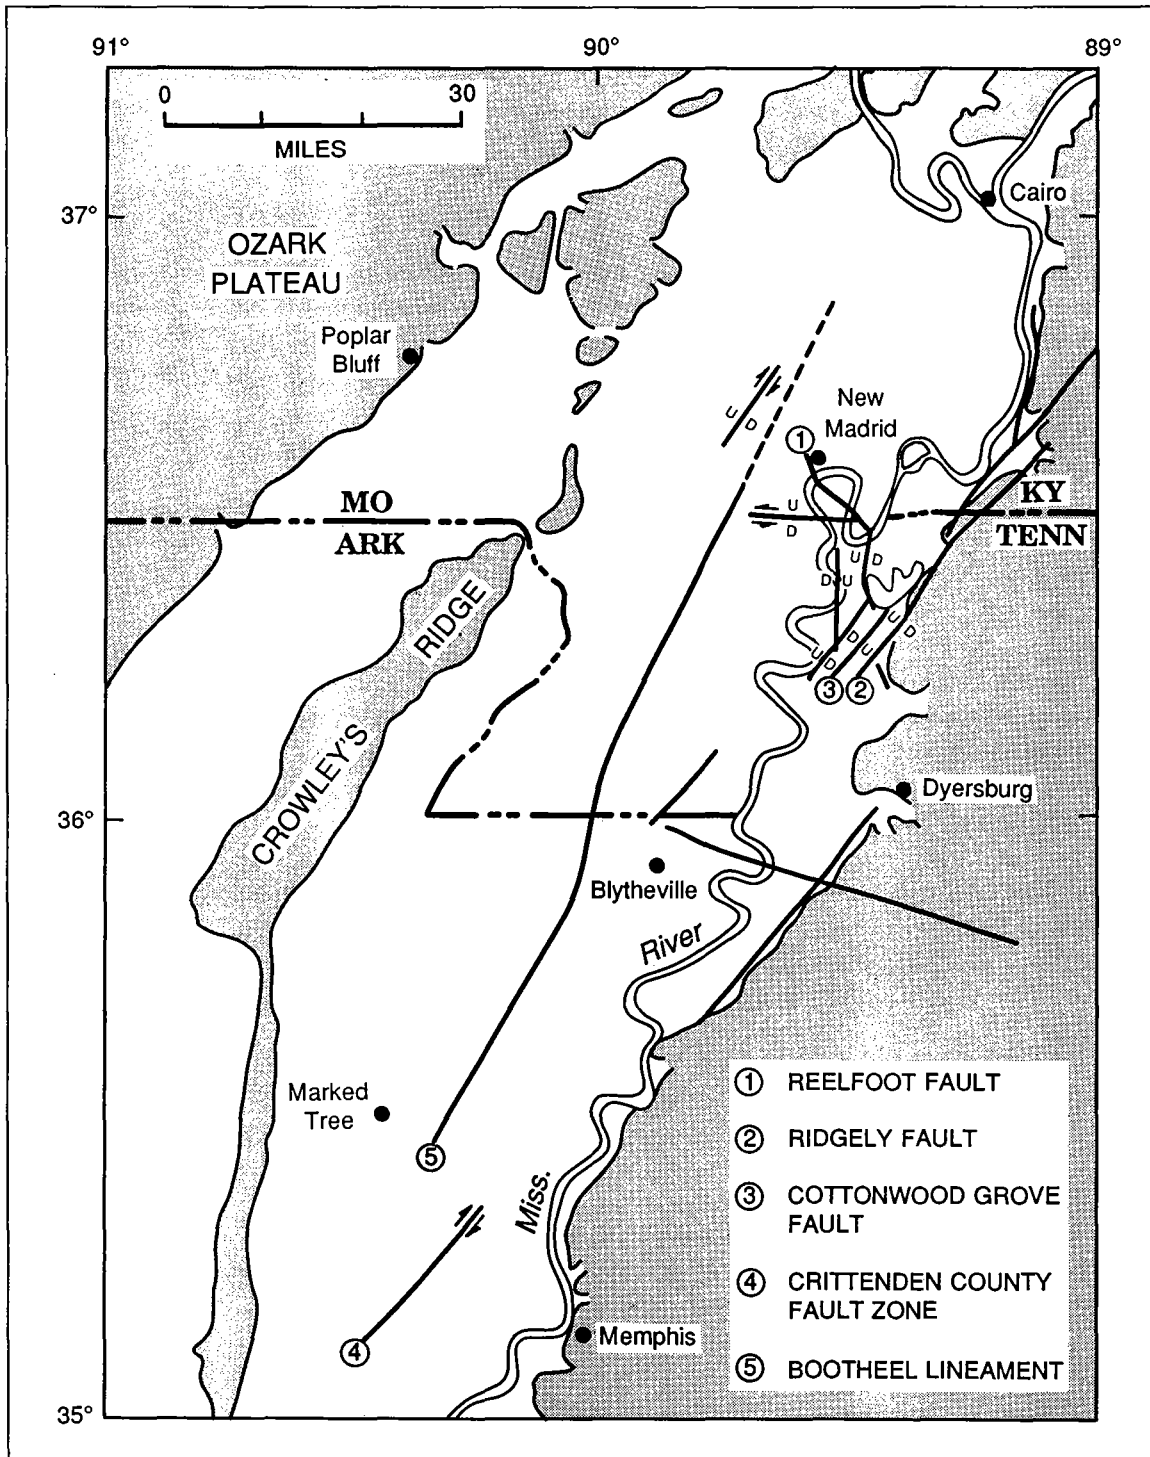 91°
90°
89°
0
30
MILES
Cairo
37°
OZARK
PLATEAU
Poplar
Bluff
New
Madrid
U
D
1
MO
ARK
U
D
KY
TENN
U
D
D
U
U
D
U
D
U
D
U
3
2
RIDGE
CROWLEY'S
Dyersburg
36°
Blytheville
River
Marked
Tree
5
Miss.
4
Memphis
35°
1 REELFOOT FAULT
2 RIDGELY FAULT
3 COTTONWOOD GROVE
FAULT
4 CRITTENDEN COUNTY
FAULT ZONE
5 BOOTHEEL LINEAMENT